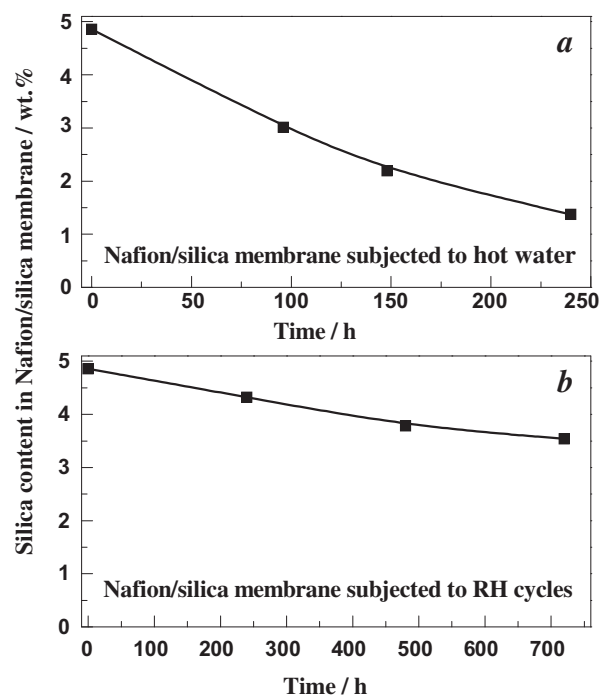 Silica content in Nafion/silica membrane / wt.%
a
5
4
3
2
1
0
Nafion/silica membrane subjected to hot water
0 50 100 150 200 250
Time / h
b
5
4
3
2
1
0
Nafion/silica membrane subjected to RH cycles
0 100 200 300 400 500 600 700
Time / h